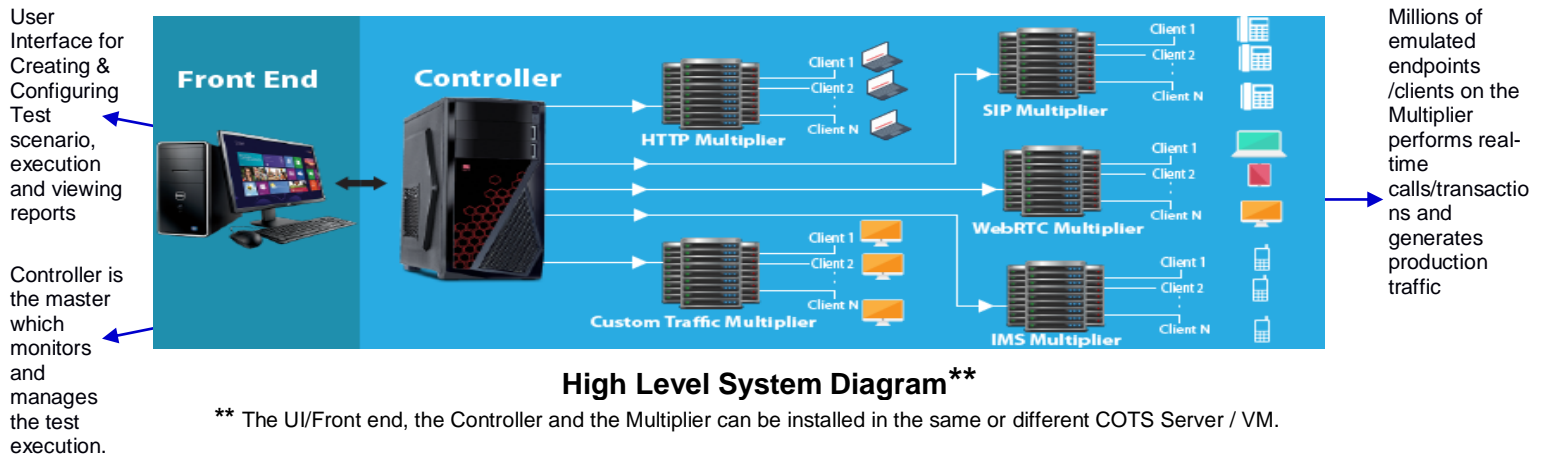 User
Interface for
Creating &
Configuring
Test
scenario,
execution
and viewing
reports
Controller is
the master
which
monitors
and
manages
the test
execution.
Front End
Controller
Client 1
Client 2
Client N
HTTP Multiplier
Client 1
Client 2
Client N
Custom Traffic Multiplier
Client 1
Client 2
Client N
SIP Multiplier
Client 1
Client 2
Client N
WebRTC Multiplier
Client 1
Client 2
Client N
IMS Multiplier
Millions of
emulated
endpoints
/clients on the
Multiplier
performs real-
time
calls/transactio
ns and
generates
production
traffic
High Level System Diagram**
** The UI/Front end, the Controller and the Multiplier can be installed in the same or different COTS Server / VM.